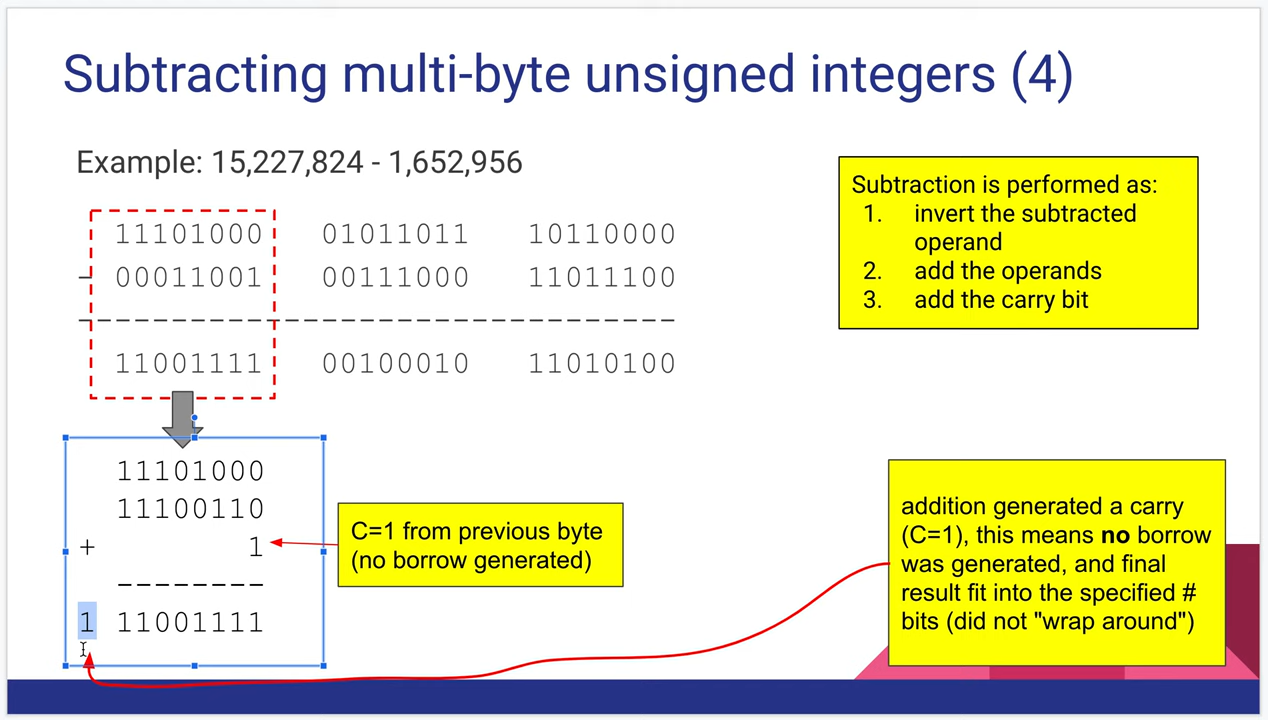 Subtracting multi-byte unsigned integers (4)
Example: 15,227,824 - 1,652,956
11101000 01011011 10110000
- 00011001 00111000 11011100
-----------------------------
11001111 00100010 11010100
Subtraction is performed as:
1. invert the subtracted
operand
2. add the operands
3. add the carry bit
11101000
11100110
+ 1
--------
1 11001111
C=1 from previous byte
(no borrow generated)
addition generated a carry
(C=1), this means no borrow
was generated, and final
result fit into the specified #
bits (did not "wrap around")